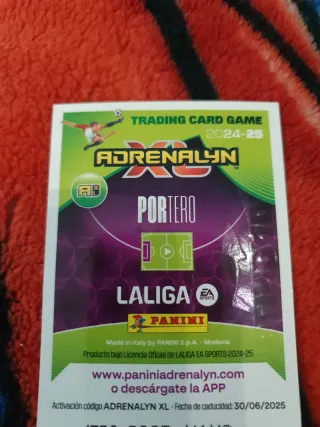 TRADING CARD GAME
2024-25
ADRENALYN
XL™
PORTERO
LALIGA EA SPORTS
PANINI
Made in Italy by PANINI S.p.A. - Modena
Producto bajo Licencia Oficial de LALIGA EA SPORTS 2024-25
www.paniniadrenalyn.com
o descárgate la APP
Activación código ADRENALYN XL - Fecha de caducidad: 30/06/2025